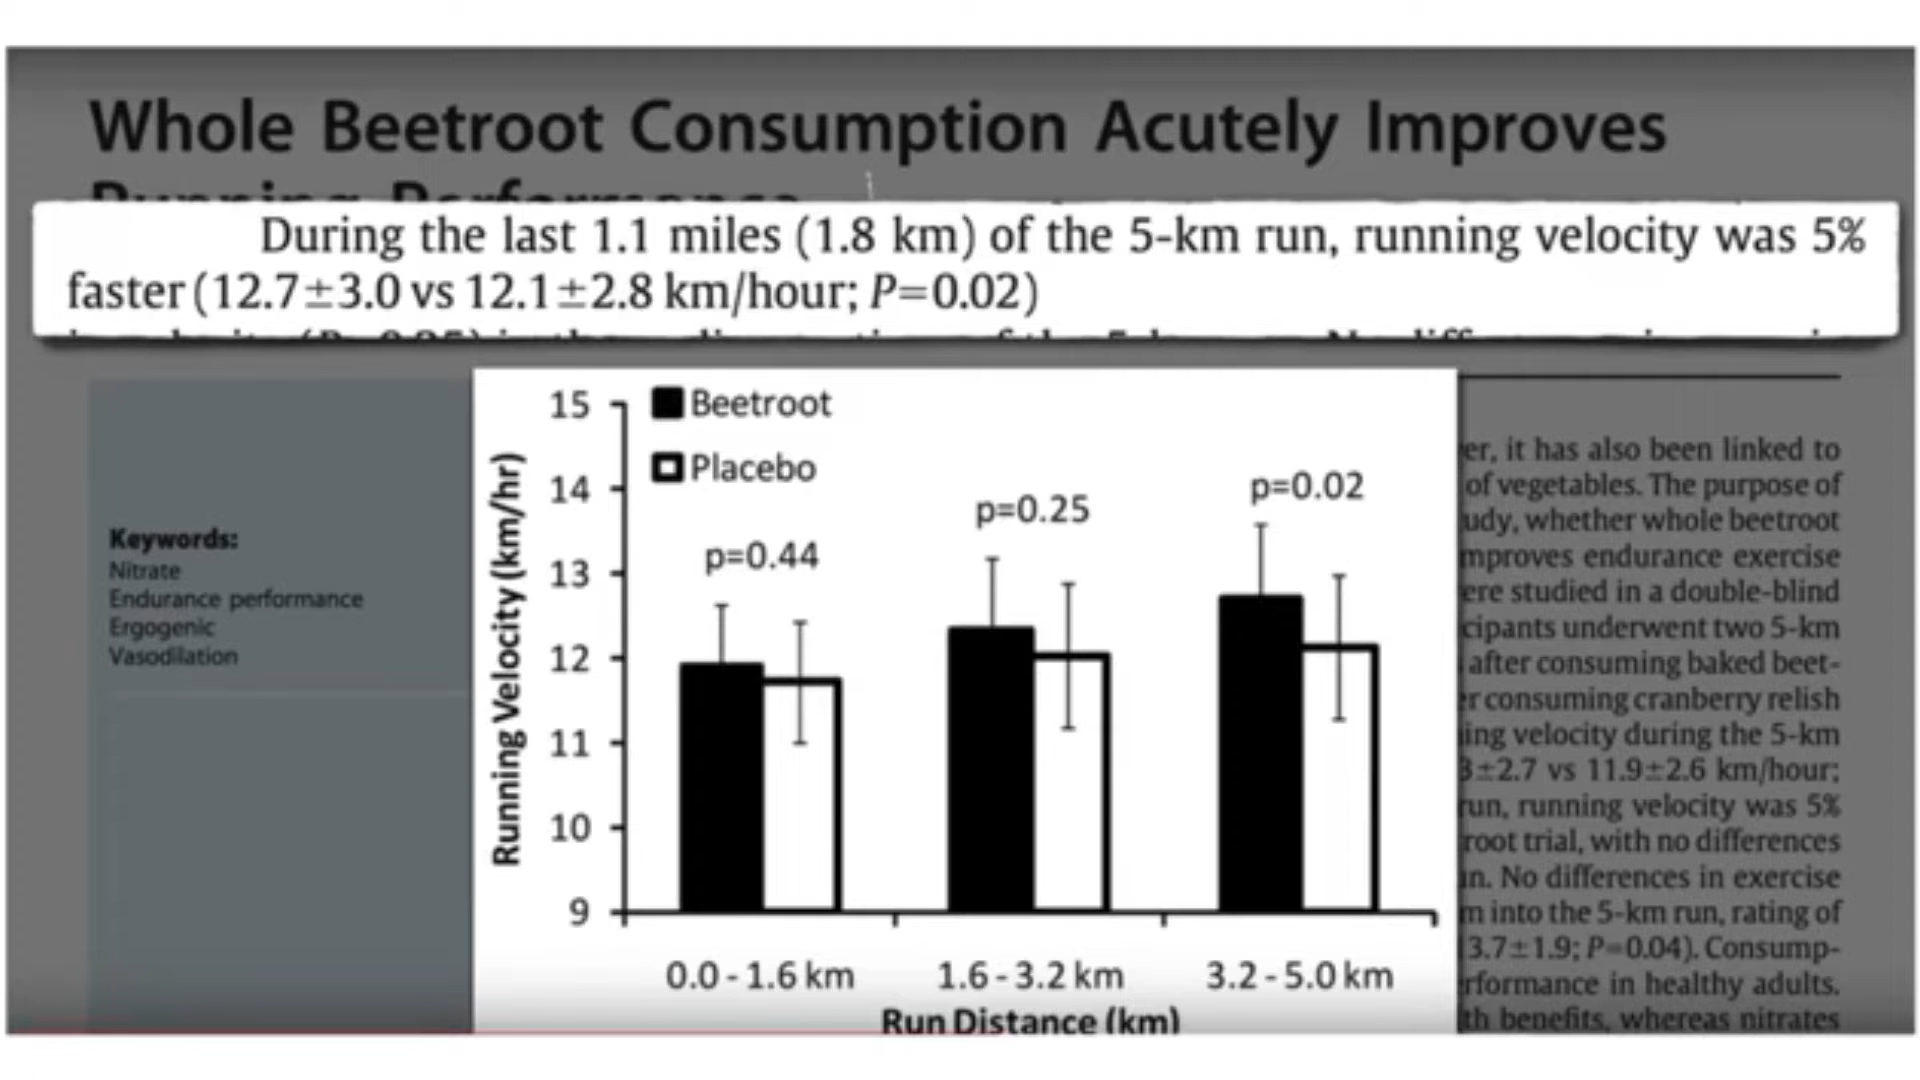 Whole Beetroot Consumption Acutely Improves
Running Performance
During the last 1.1 miles (1.8 km) of the 5-km run, running velocity was 5%
faster (12.7±3.0 vs 12.1±2.8 km/hour; P=0.02)
Keywords:
Nitrate
Endurance performance
Ergogenic
Vasodilation
15
14
13
12
11
10
9
Running Velocity (km/hr)
Beetroot
Placebo
p=0.44
p=0.25
p=0.02
0.0 - 1.6 km
1.6 - 3.2 km
3.2 - 5.0 km
Run Distance (km)
er, it has also been linked to
of vegetables. The purpose of
udy, whether whole beetroot
mproves endurance exercise
ere studied in a double-blind
cipants underwent two 5-km
after consuming baked beet-
er consuming cranberry relish
ing velocity during the 5-km
3±2.7 vs 11.9±2.6 km/hour;
run, running velocity was 5%
root trial, with no differences
un. No differences in exercise
m into the 5-km run, rating of
13.7±1.9; P=0.04). Consump-
rformance in healthy adults.
th benefits, whereas nitrates